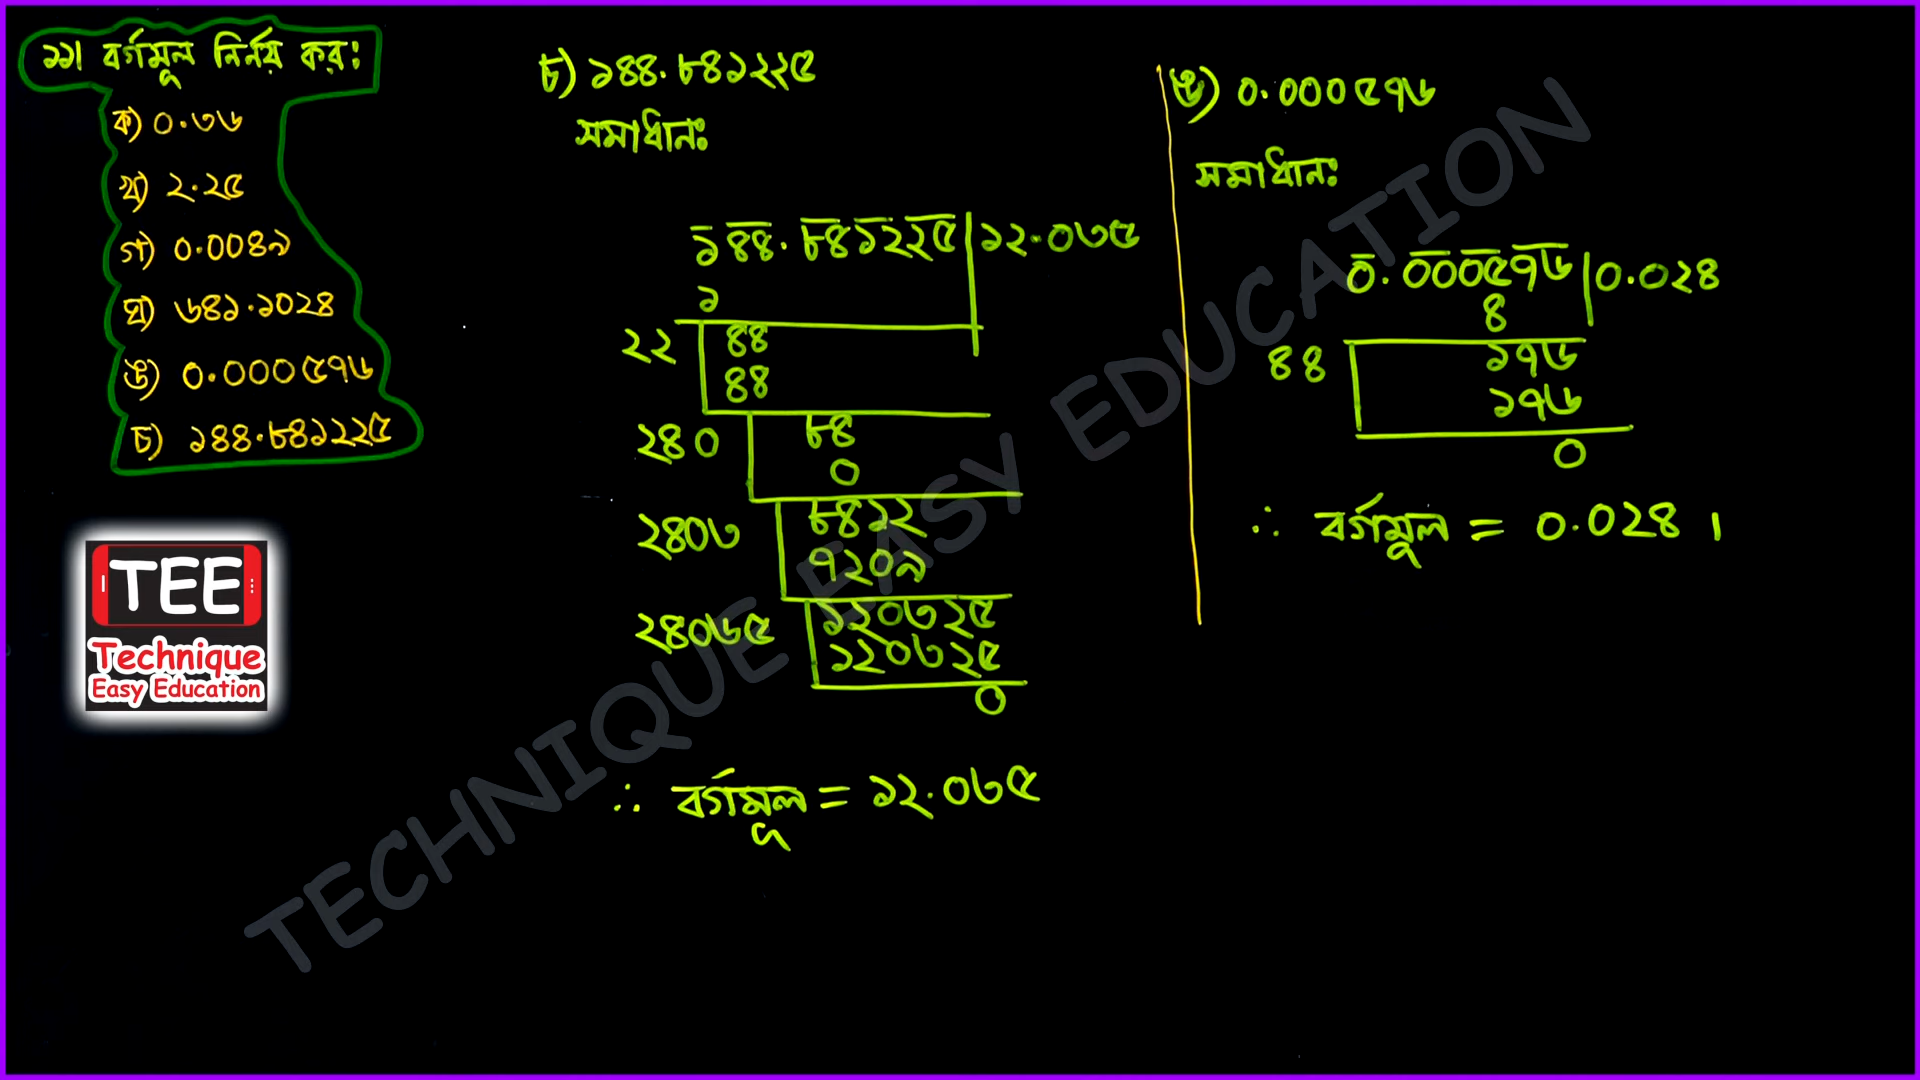 ১১। বর্গমূল নির্নয় কর:
ক) ০.৩৬
খ) ২.২৫
গ) ০.০০৪৯
ঘ) ৬৪১.১০২৪
ঙ) ০.০০০৫৭৬
চ) ১৪৪.৮৪১২২৫
TEE
Technique
Easy Education
চ) ১৪৪.৮৪১২২৫
সমাধানঃ
১৪৪.৮৪১২২৫ | ১২.০৩৫
১
২২ ৪৪
৪৪
২৪০ ৮৪
০
২৪০৩ ৮৪১২
৭২০৯
২৪০৬৫ ১২০৩২৫
১২০৩২৫
০
∴ বর্গমূল = ১২.০৩৫
ঙ) ০.০০০৫৭৬
সমাধানঃ
০.০০০৫৭৬ | ০.০২৪
৪
৪৪ ১৭৬
১৭৬
০
∴ বর্গমূল = ০.০২৪।
TECHNIQUE EASY EDUCATION